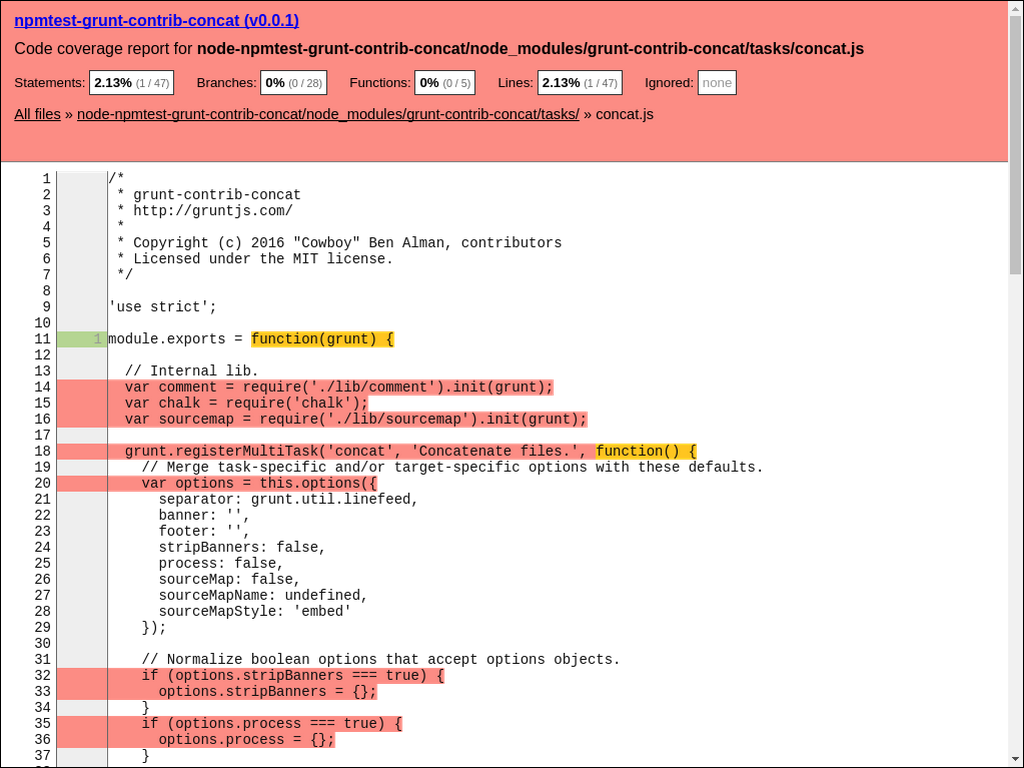 npmtest-grunt-contrib-concat (v0.0.1)
Code coverage report for node-npmtest-grunt-contrib-concat/node_modules/grunt-contrib-concat/tasks/concat.js
Statements: 2.13% (1 / 47) Branches: 0% (0 / 28) Functions: 0% (0 / 5) Lines: 2.13% (1 / 47) Ignored: none
All files » node-npmtest-grunt-contrib-concat/node_modules/grunt-contrib-concat/tasks/ » concat.js
1 /*
2  * grunt-contrib-concat
3  * http://gruntjs.com/
4  *
5  * Copyright (c) 2016 "Cowboy" Ben Alman, contributors
6  * Licensed under the MIT license.
7  */
8
9 'use strict';
10
11 1 module.exports = function(grunt) {
12
13   // Internal lib.
14   var comment = require('./lib/comment').init(grunt);
15   var chalk = require('chalk');
16   var sourcemap = require('./lib/sourcemap').init(grunt);
17
18   grunt.registerMultiTask('concat', 'Concatenate files.', function() {
19     // Merge task-specific and/or target-specific options with these defaults.
20     var options = this.options({
21       separator: grunt.util.linefeed,
22       banner: '',
23       footer: '',
24       stripBanners: false,
25       process: false,
26       sourceMap: false,
27       sourceMapName: undefined,
28       sourceMapStyle: 'embed'
29     });
30
31     // Normalize boolean options that accept options objects.
32     if (options.stripBanners === true) {
33       options.stripBanners = {};
34     }
35     if (options.process === true) {
36       options.process = {};
37     }